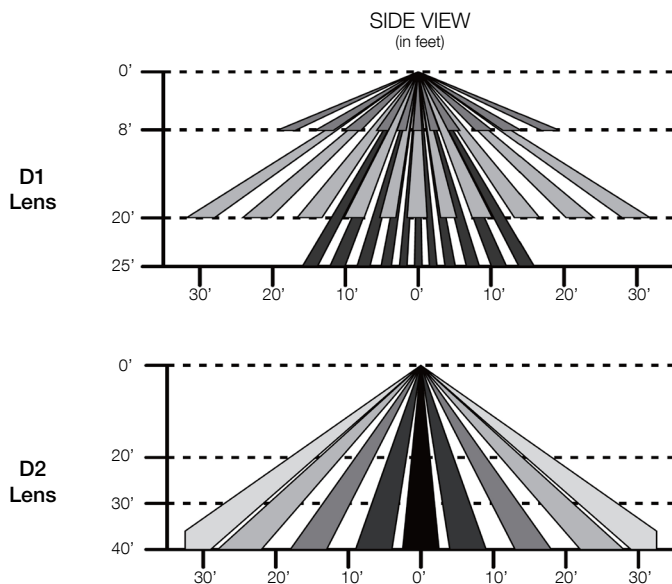 SIDE VIEW
(in feet)
0’
8’
D1
Lens
20’
25’
30’ 20’ 10’ 0’ 10’ 20’ 30’
0’
20’
D2
Lens
30’
40’
30’ 20’ 10’ 0’ 10’ 20’ 30’